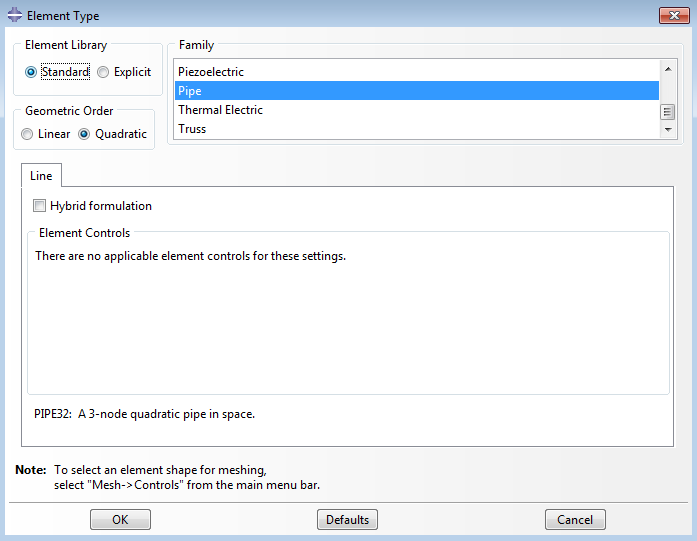 Element Type
Element Library
Standard Explicit
Geometric Order
Linear Quadratic
Family
Piezoelectric
Pipe
Thermal Electric
Truss
Line
Hybrid formulation
Element Controls
There are no applicable element controls for these settings.
PIPE32: A 3-node quadratic pipe in space.
Note: To select an element shape for meshing,
select "Mesh->Controls" from the main menu bar.
OK Defaults Cancel